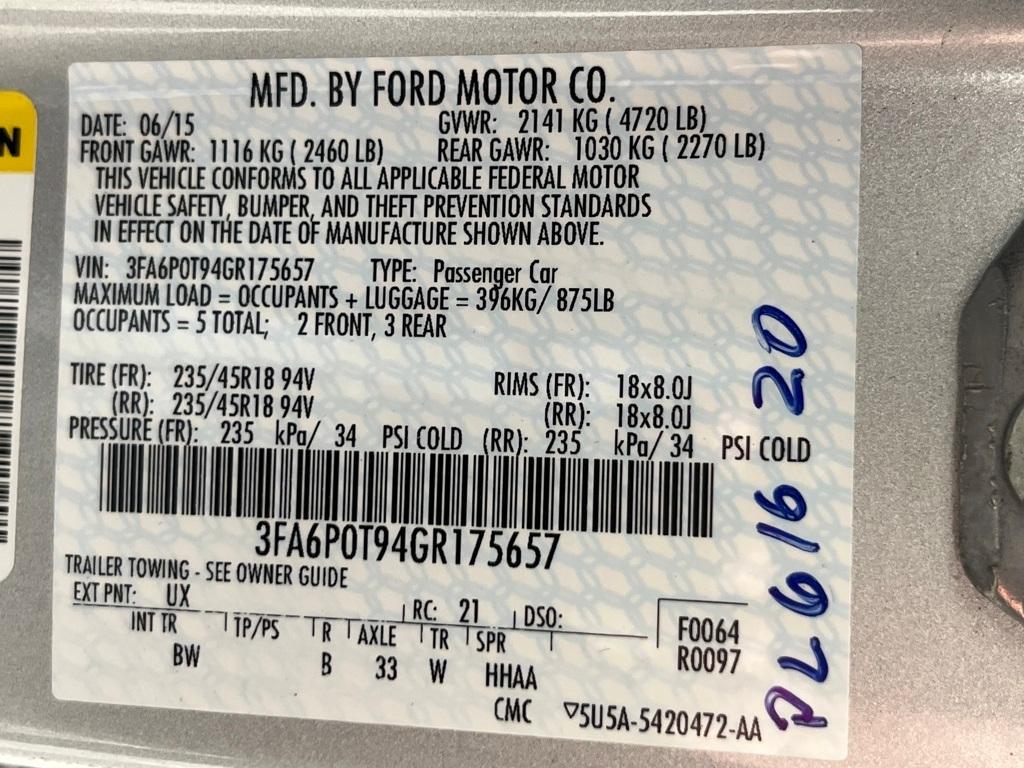 MFD. BY FORD MOTOR CO.
DATE: 06/15 GVWR: 2141 KG ( 4720 LB)
FRONT GAWR: 1116 KG ( 2460 LB) REAR GAWR: 1030 KG ( 2270 LB)
THIS VEHICLE CONFORMS TO ALL APPLICABLE FEDERAL MOTOR
VEHICLE SAFETY, BUMPER, AND THEFT PREVENTION STANDARDS
IN EFFECT ON THE DATE OF MANUFACTURE SHOWN ABOVE.
VIN: 3FA6P0T94GR175657 TYPE: Passenger Car
MAXIMUM LOAD = OCCUPANTS + LUGGAGE = 396KG/ 875LB
OCCUPANTS = 5 TOTAL; 2 FRONT, 3 REAR
TIRE (FR): 235/45R18 94V RIMS (FR): 18x8.0J
(RR): 235/45R18 94V (RR): 18x8.0J
PRESSURE (FR): 235 kPa/ 34 PSI COLD (RR): 235 kPa/ 34 PSI COLD
3FA6P0T94GR175657
TRAILER TOWING - SEE OWNER GUIDE
EXT PNT: UX RC: 21 DSO:
INT TR TP/PS R AXLE TR SPR
BW B 33 W HHAA
F0064
R0097
CMC ▽5U5A-5420472-AA
N